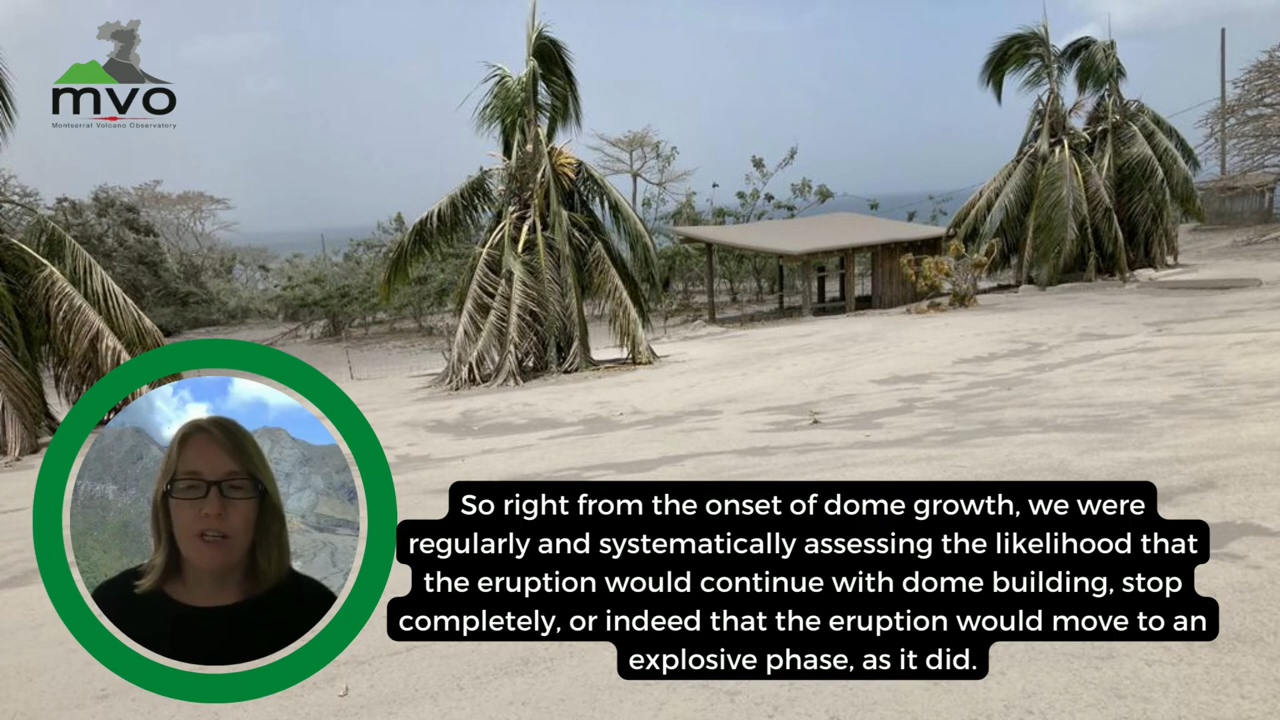 mvo
Montserrat Volcano Observatory
So right from the onset of dome growth, we were
regularly and systematically assessing the likelihood that
the eruption would continue with dome building, stop
completely, or indeed that the eruption would move to an
explosive phase, as it did.